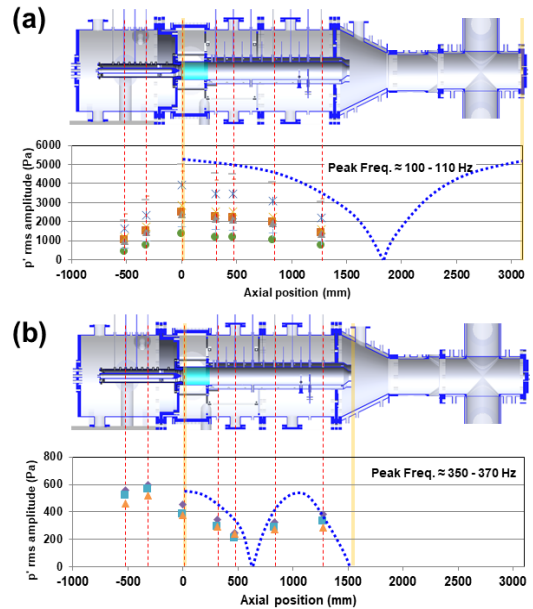 (a)
6000
5000
4000
3000
2000
1000
0
p' rms amplitude (Pa)
Peak Freq. ≈ 100 - 110 Hz
-1000 -500 0 500 1000 1500 2000 2500 3000
Axial position (mm)
(b)
800
600
400
200
0
p' rms amplitude (Pa)
Peak Freq. ≈ 350 - 370 Hz
-1000 -500 0 500 1000 1500 2000 2500 3000
Axial position (mm)